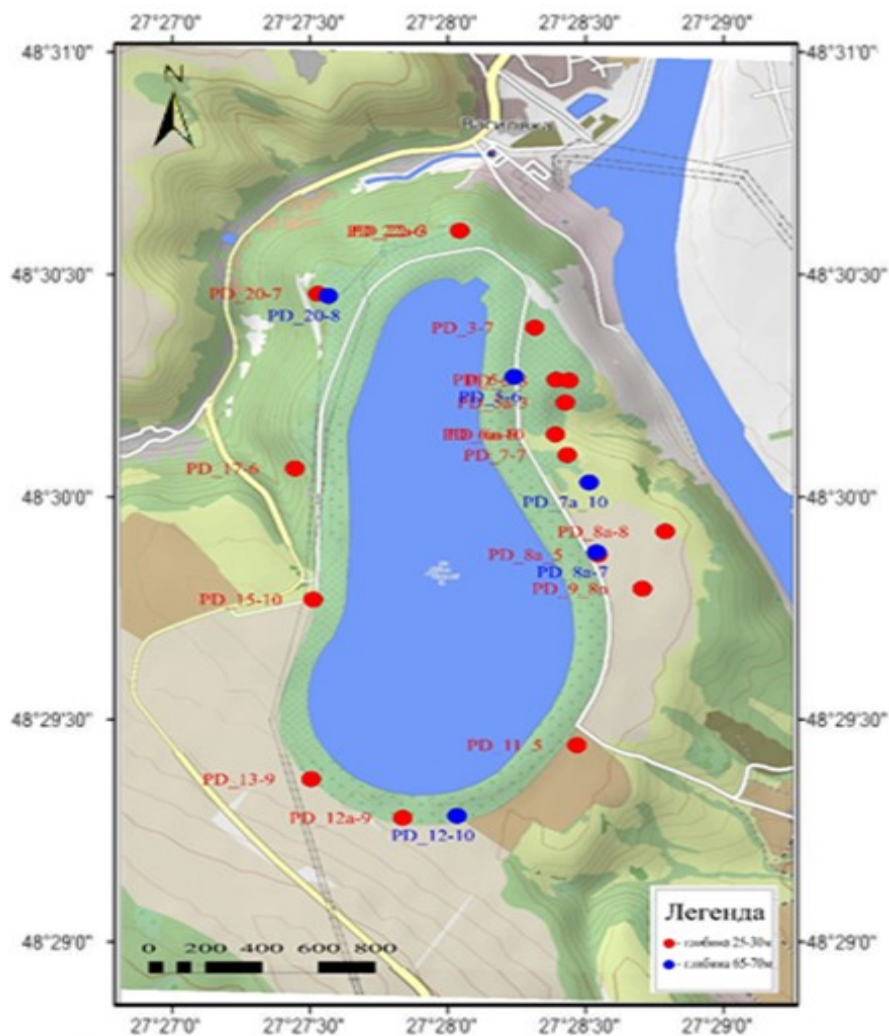 27°27'0" 27°27'30" 27°28'0" 27°28'30" 27°29'0"
48°31'0" 48°31'0"
N
Василівка
48°30'30" 48°30'30"
PD_20-7
PD_20-8
PD_3-7
PD_5-6
PD_5a-3
PD_7-7
48°30'0" 48°30'0"
PD_17-6
PD_7a_10
PD_8a-8
PD_8a_5
PD_8a-7
PD_9_8n
PD_15-10
48°29'30" 48°29'30"
PD_11_5
PD_13-9
PD_12a-9
PD_12-10
Легенда
- глибина 25-30м
- глибина 65-70м
0 200 400 600 800
48°29'0" 48°29'0"
27°27'0" 27°27'30" 27°28'0" 27°28'30" 27°29'0"